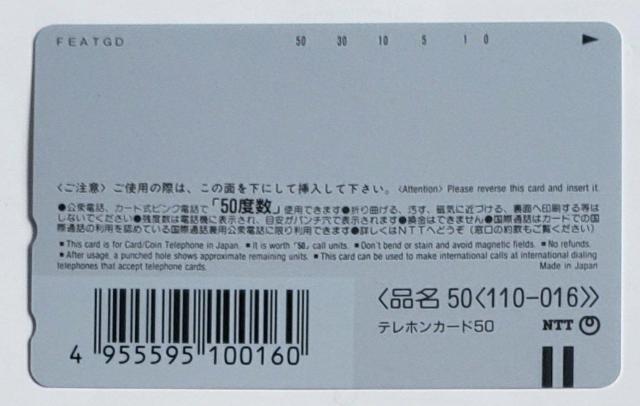 FEATGD 50 30 10 5 1 0
〈ご注意〉ご使用の際は、この面を下にして挿入して下さい。〈Attention〉Please reverse this card and insert it.
●公衆電話、カード式ピンク電話で「50度数」使用できます●折り曲げる、汚す、磁気に近づける、裏面へ印刷する等は
しないでください●残度数は電話機に表示され、目安がパンチ穴で表示されます●換金はできません●国際通話はカードでの国
際通話の利用を認めている国際通話兼用公衆電話に限り利用できます●詳しくはNTTへどうぞ（窓口の約款もご覧ください）
■This card is for Card/Coin Telephone in Japan. ■It is worth「50」call units. ■Don't bend or stain and avoid magnetic fields. ■No refunds.
■After usage, a punched hole shows approximate remaining units. ■This card can be used to make international calls at international dialing
telephones that accept telephone cards. Made in Japan
〈品名 50〈110-016〉〉
テレホンカード50 NTT
4 955595 100160